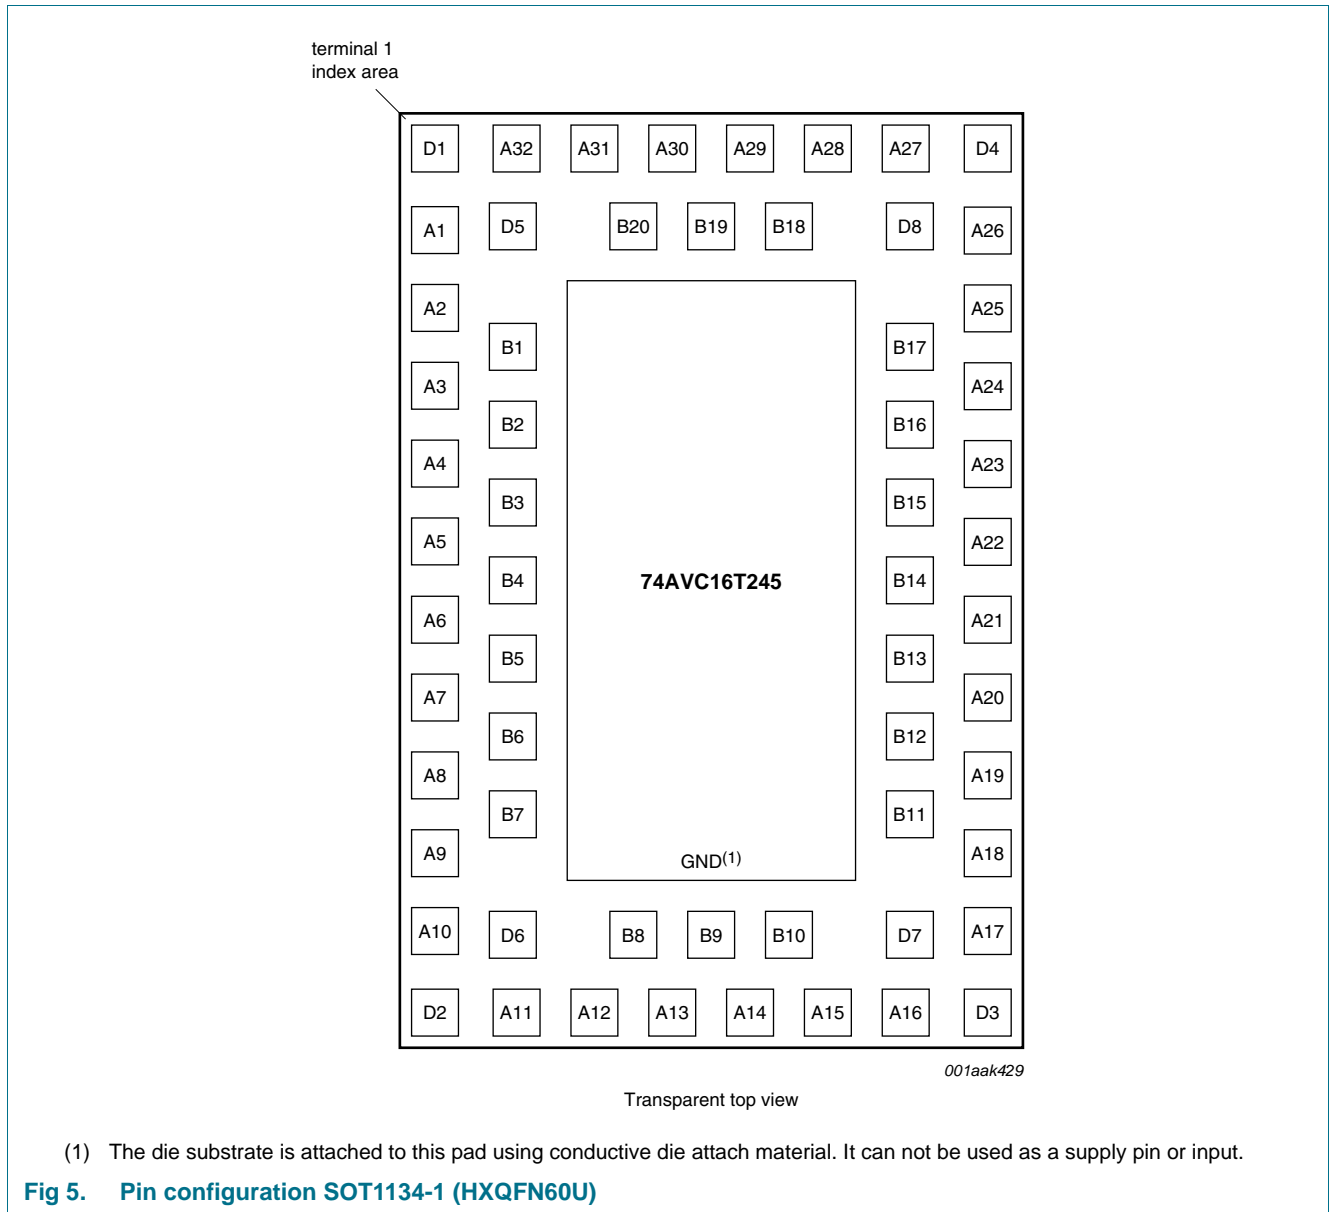 terminal 1
index area
D1 A32 A31 A30 A29 A28 A27 D4
A1 D5 B20 B19 B18 D8 A26
A2 A25
B1 B17
A3 A24
B2 B16
A4 A23
B3 B15
A5 A22
B4 74AVC16T245 B14
A6 A21
B5 B13
A7 A20
B6 B12
A8 A19
B7 B11
A9 GND(1) A18
A10 D6 B8 B9 B10 D7 A17
D2 A11 A12 A13 A14 A15 A16 D3
001aak429
Transparent top view
(1) The die substrate is attached to this pad using conductive die attach material. It can not be used as a supply pin or input.
Fig 5. Pin configuration SOT1134-1 (HXQFN60U)